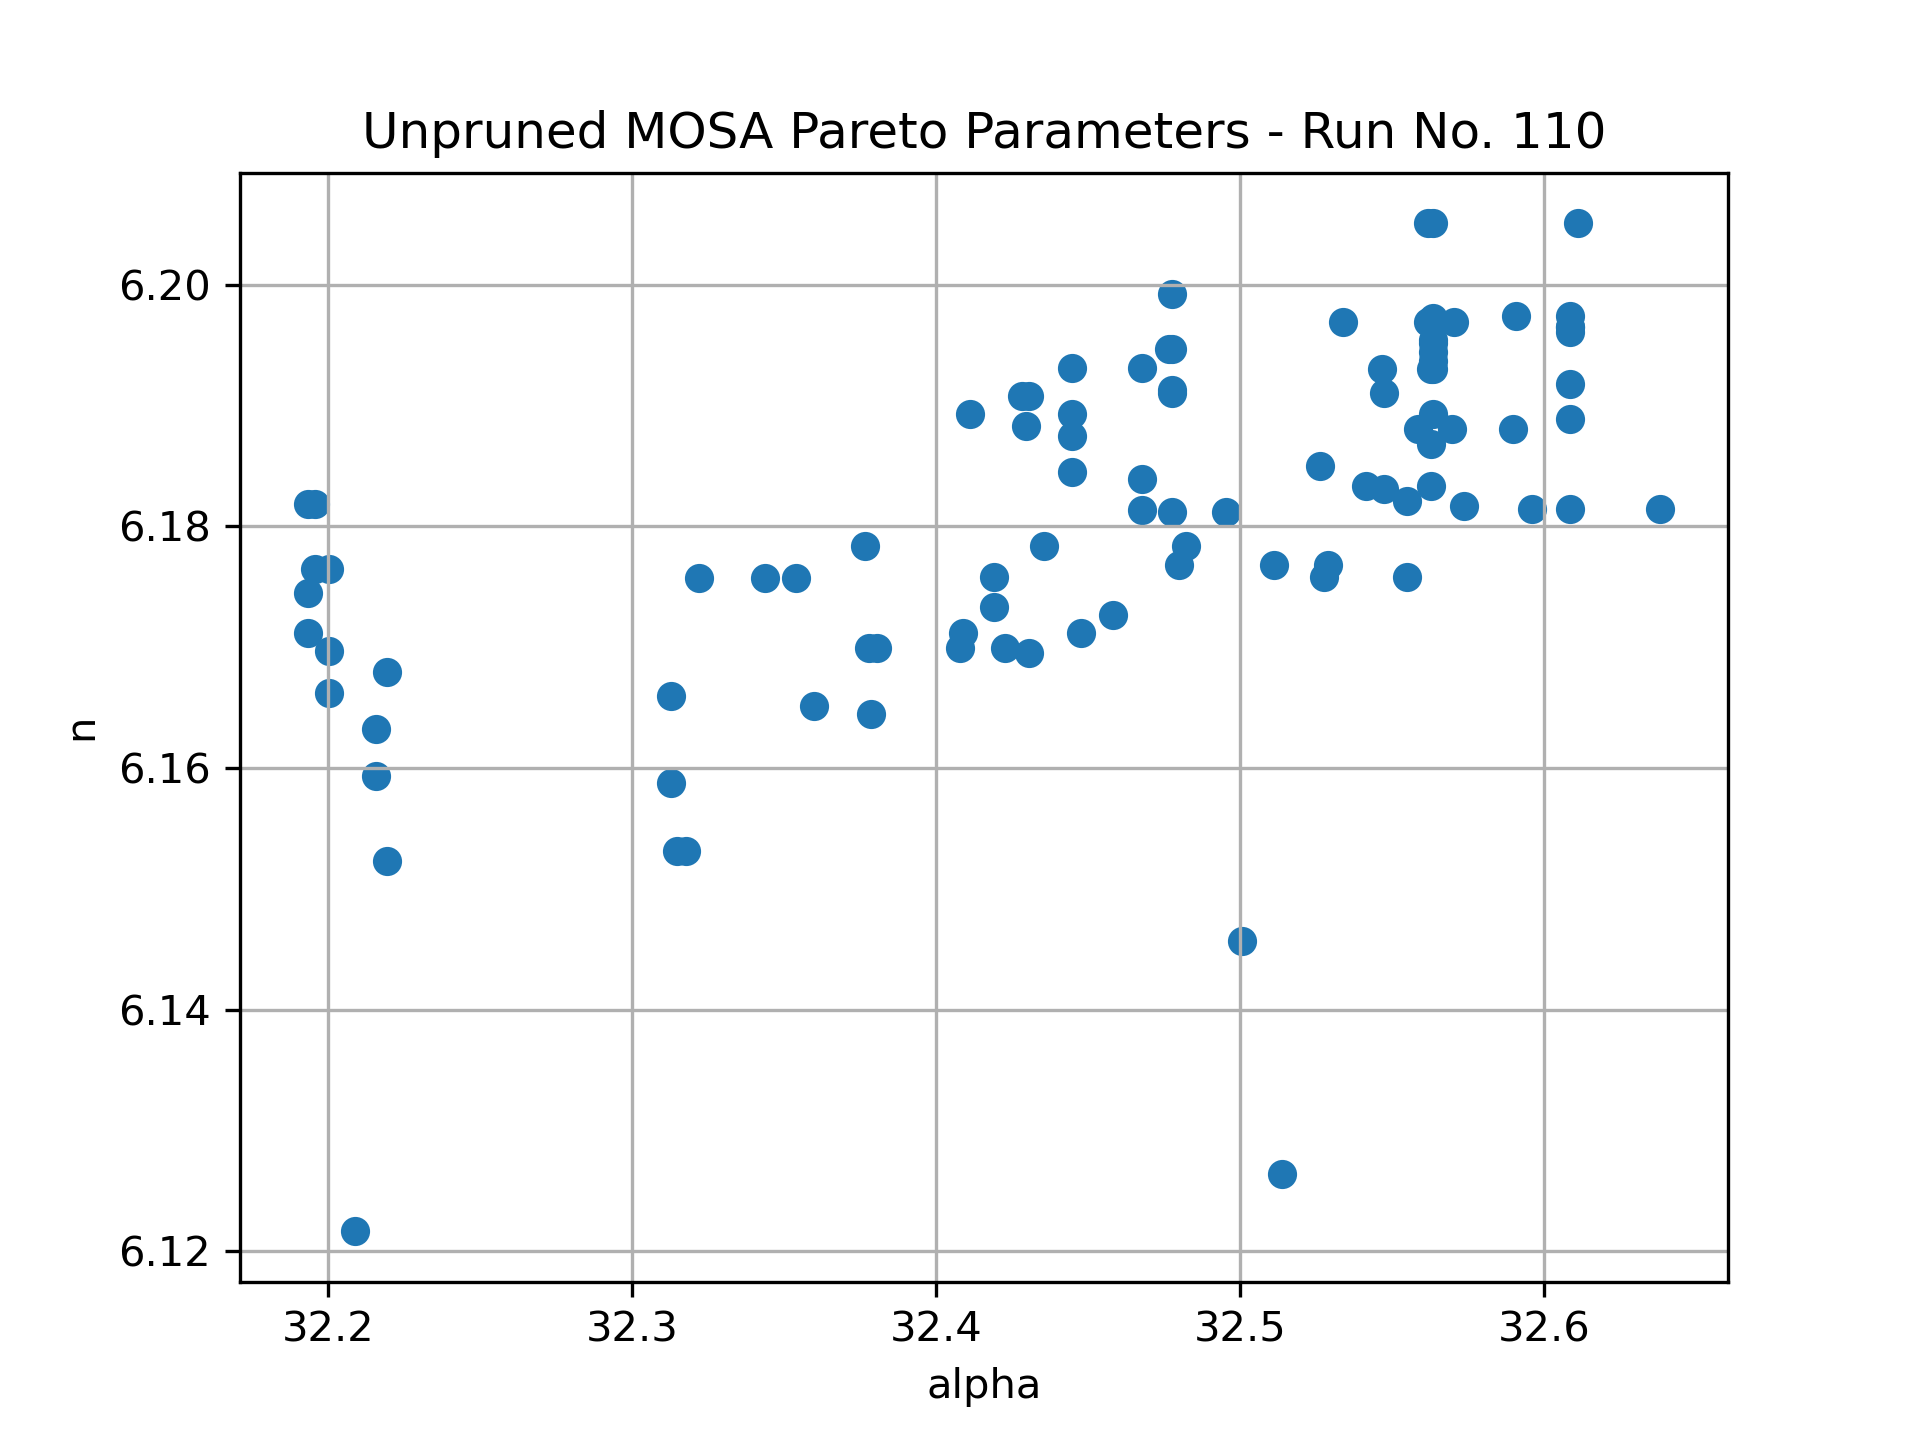 Unpruned MOSA Pareto Parameters - Run No. 110
6.20
6.18
6.16
6.14
6.12
n
32.2 32.3 32.4 32.5 32.6
alpha